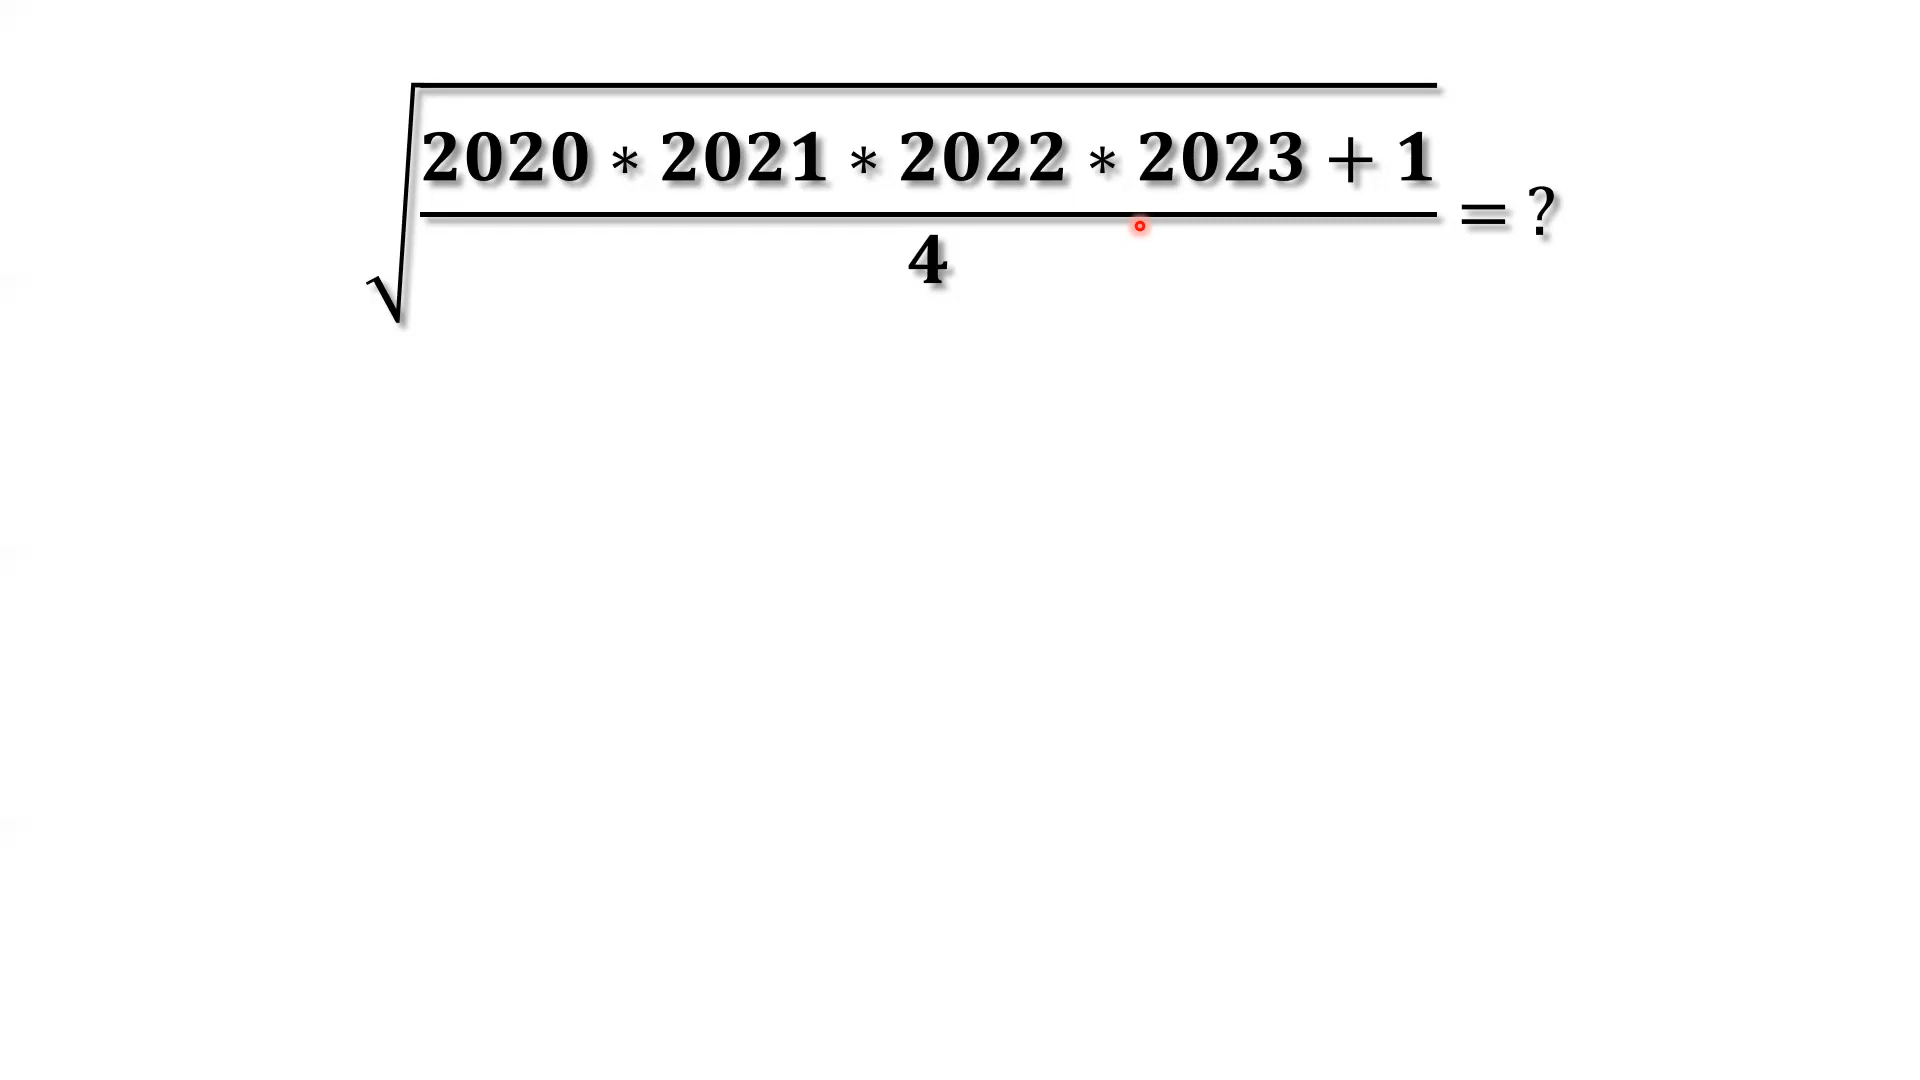 √(2020 ∗ 2021 ∗ 2022 ∗ 2023 + 1 / 4) = ?